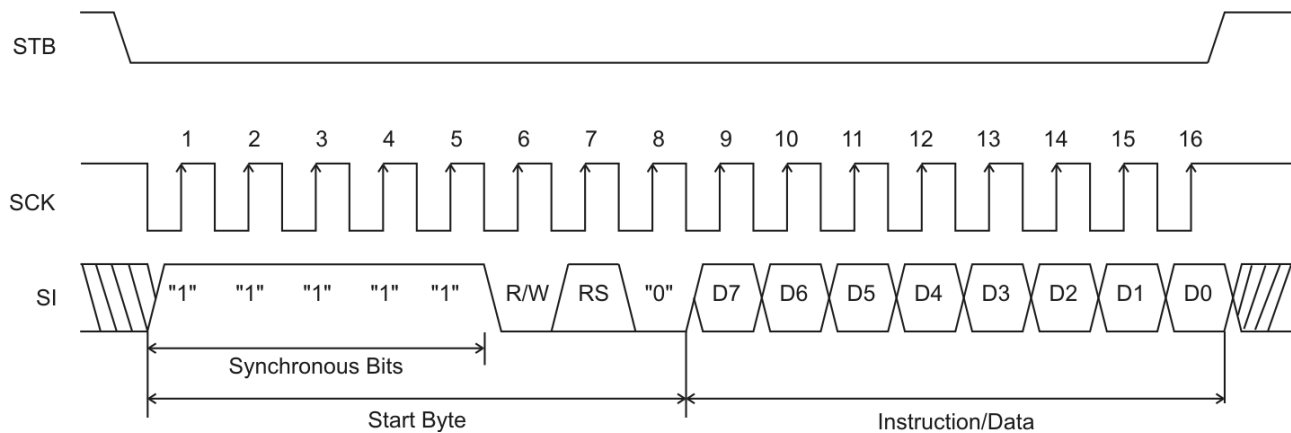 STB
1 2 3 4 5 6 7 8 9 10 11 12 13 14 15 16
SCK
SI "1" "1" "1" "1" "1" R/W RS "0" D7 D6 D5 D4 D3 D2 D1 D0
Synchronous Bits
Start Byte Instruction/Data